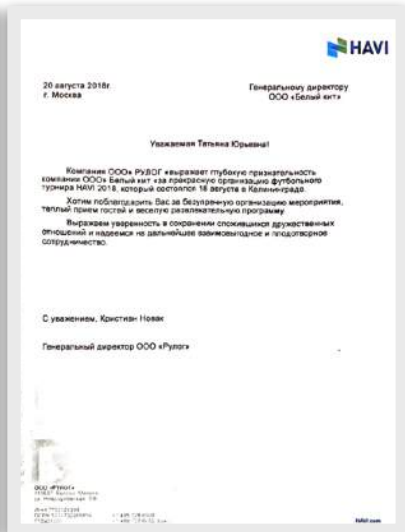 HAVI
20 августа 2018г.
г. Москва
Генеральному директору
ООО «Белый кит»
Уважаемая Татьяна Юрьевна!
Компания ООО« РУЛОГ «выражает глубокую признательность
компании ООО« Белый кит «за прекрасную организацию футбольного
турнира HAVI 2018, который состоялся 18 августа в Калининграде.
Хотим поблагодарить Вас за безупречную организацию мероприятия,
теплый прием гостей и веселую развлекательную программу.
Выражаем уверенность в сохранении сложившихся дружественных
отношений и надеемся на дальнейшее взаимовыгодное и плодотворное
сотрудничество.
С уважением, Кристиан Новак
Генеральный директор ООО «Рулог»
ООО «РУЛОГ»
HAVI.com